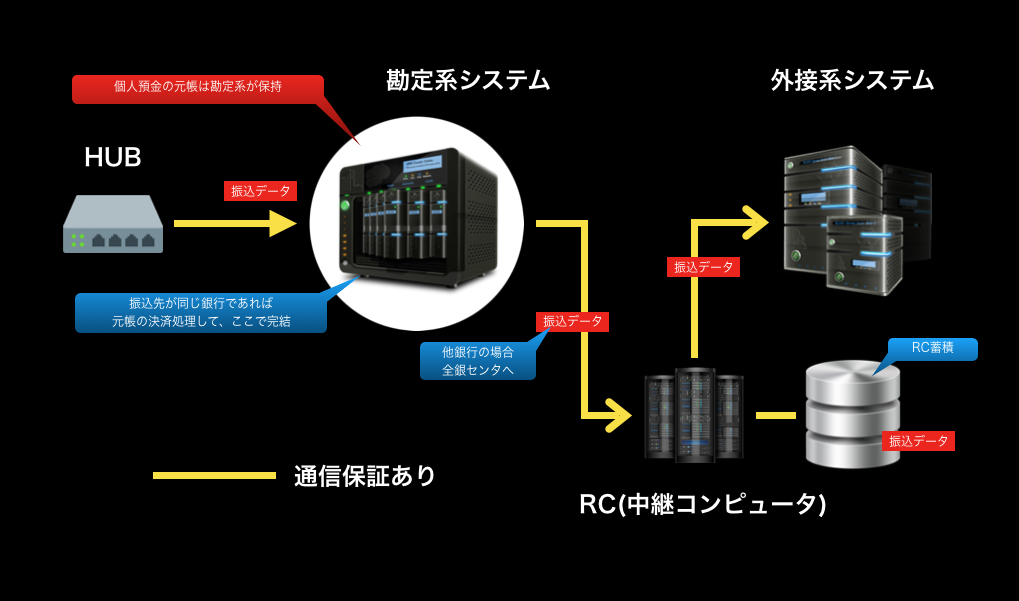 勘定系システム
外接系システム
個人預金の元帳は勘定系が保持
HUB
振込データ
振込データ
振込先が同じ銀行であれば
元帳の決済処理して、ここで完結
振込データ
他銀行の場合
全銀センタへ
RC蓄積
振込データ
通信保証あり
RC(中継コンピュータ)